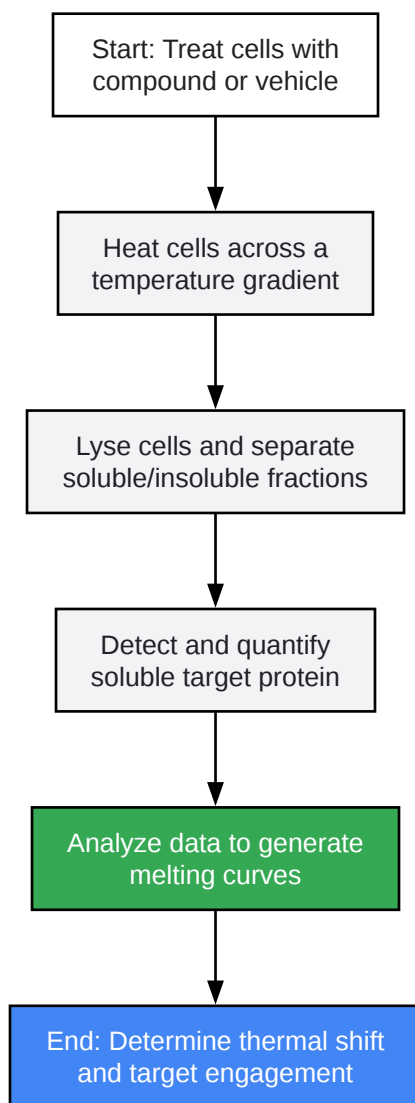 Start: Treat cells with
compound or vehicle
Heat cells across a
temperature gradient
Lyse cells and separate
soluble/insoluble fractions
Detect and quantify
soluble target protein
Analyze data to generate
melting curves
End: Determine thermal shift
and target engagement